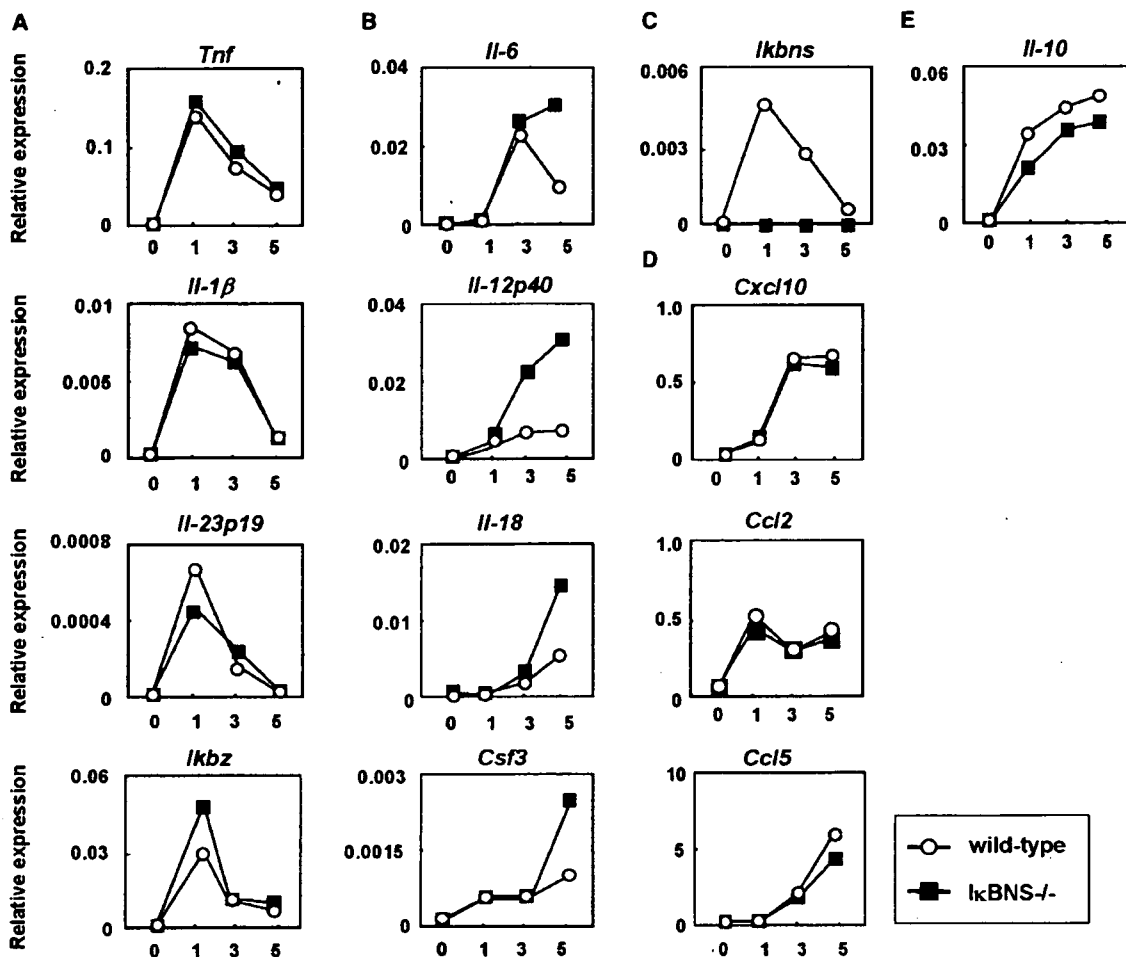 A
B
C
E
Tnf
Il-6
Ikbns
Il-10
Relative expression
0.2
0.1
0
0 1 3 5
0.04
0.02
0
0 1 3 5
0.006
0.003
0
0 1 3 5
0.06
0.03
0
0 1 3 5
D
Il-1β
Il-12p40
Cxcl10
Relative expression
0.01
0.005
0
0 1 3 5
0.04
0.02
0
0 1 3 5
1.0
0.5
0
0 1 3 5
Il-23p19
Il-18
Ccl2
Relative expression
0.0008
0.0004
0
0 1 3 5
0.02
0.01
0
0 1 3 5
1.0
0.5
0
0 1 3 5
Ikbz
Csf3
Ccl5
Relative expression
0.06
0.03
0
0 1 3 5
0.003
0.0015
0
0 1 3 5
10
5
0
0 1 3 5
wild-type
IκBNS-/-